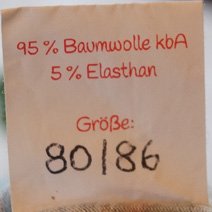 95 % Baumwolle kbA
5 % Elasthan
Größe:
80|86